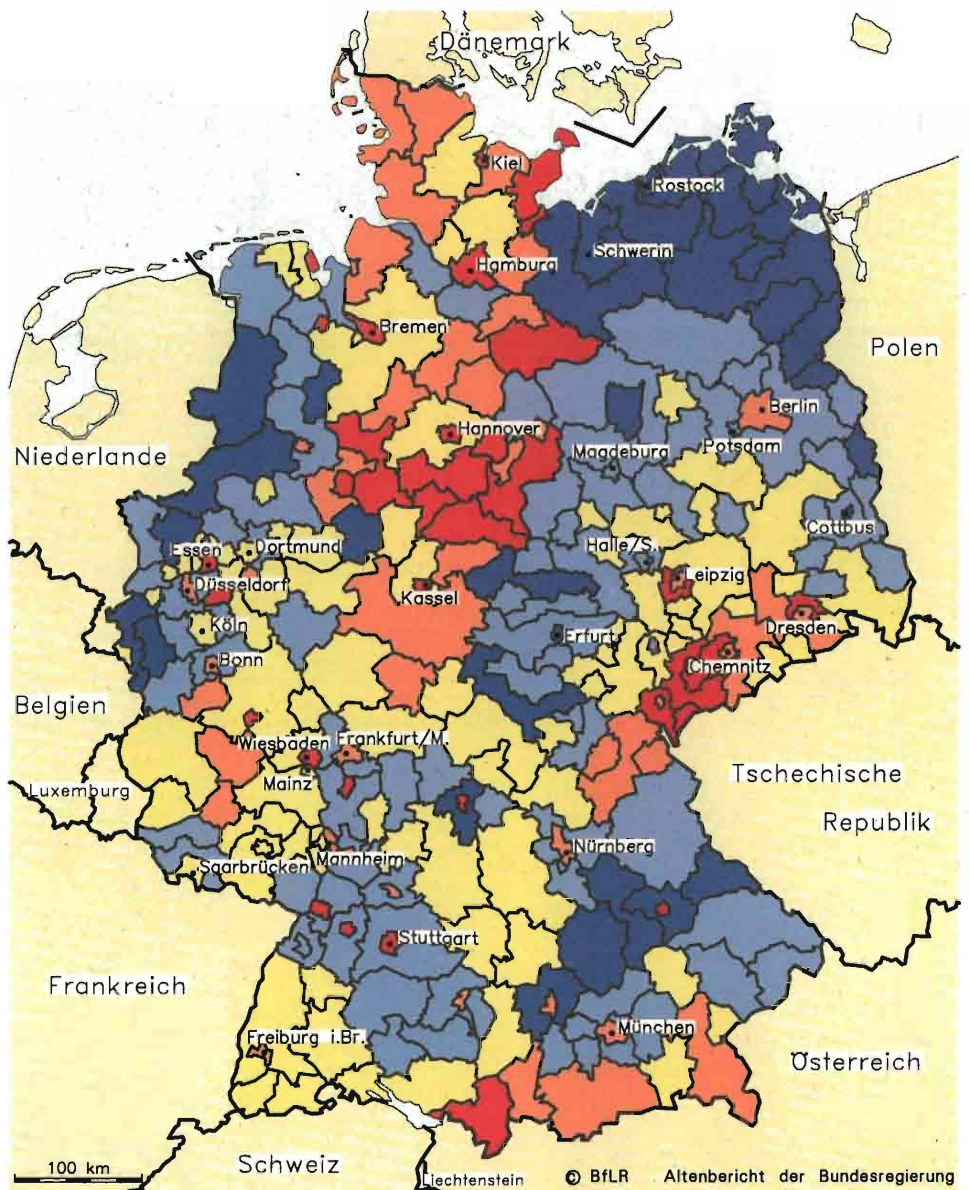 Dänemark
Kiel
Rostock
Schwerin
Hamburg
Bremen
Polen
Berlin
Hannover
Potsdam
Niederlande
Magdeburg
Cottbus
Essen
Dortmund
Halle/S.
Leipzig
Düsseldorf
Kassel
Köln
Erfurt
Dresden
Chemnitz
Bonn
Belgien
Wiesbaden
Frankfurt/M.
Mainz
Luxemburg
Tschechische
Republik
Nürnberg
Mannheim
Saarbrücken
Stuttgart
Frankreich
München
Freiburg i.Br.
Österreich
100 km
Schweiz
Liechtenstein
© BfLR Altenbericht der Bundesregierung